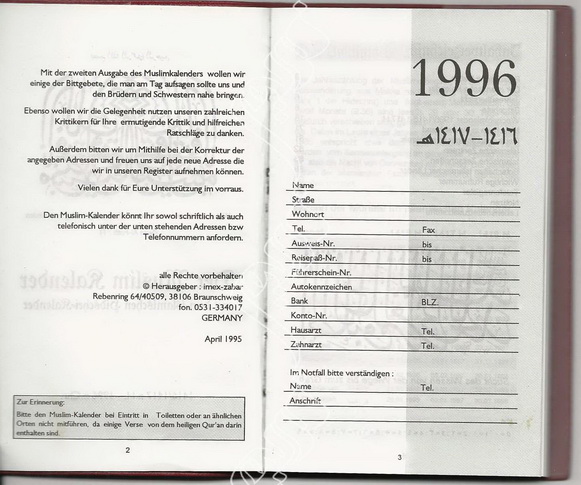 Mit der zweiten Ausgabe des Muslimkalenders wollen wir
einige der Bittgebete, die man am Tag aufsagen sollte uns und
den Brüdern und Schwestern nahe bringen.
Ebenso wollen wir die Gelegenheit nutzen unseren zahlreichen
Krittikern für Ihre ermutigende Krittik und hilfreichen
Ratschläge zu danken.
Außerdem bitten wir um Mithilfe bei der Korrektur der
angegeben Adressen und freuen uns auf jede neue Adresse die
wir in unseren Register aufnehmen können.
Vielen dank für Eure Unterstützung im vorraus.
Den Muslim-Kalender könnt Ihr sowol schriftlich als auch
telefonisch unter der unten stehenden Adressen bzw
Telefonnummern anfordern.
alle Rechte vorbehalten
© Herausgeber : imex-zahar
Rebenring 64/40509, 38106 Braunschweig
fon. 0531-334017
GERMANY
April 1995
Zur Erinnerung:
Bitte den Muslim-Kalender bei Eintritt in Toiletten oder an ähnlichen
Orten nicht mitführen, da einige Verse von dem heiligen Qur'an darin
enthalten sind.
2
1996
١٤١٦-١٤١٧هـ
Name
Straße
Wohnort
Tel. Fax
Ausweis-Nr. bis
Reisepaß-Nr. bis
Führerschein-Nr.
Autokennzeichen
Bank BLZ.
Konto-Nr.
Hausarzt Tel.
Zahnarzt Tel.
Im Notfall bitte verständigen :
Name Tel.
Anschrift
3